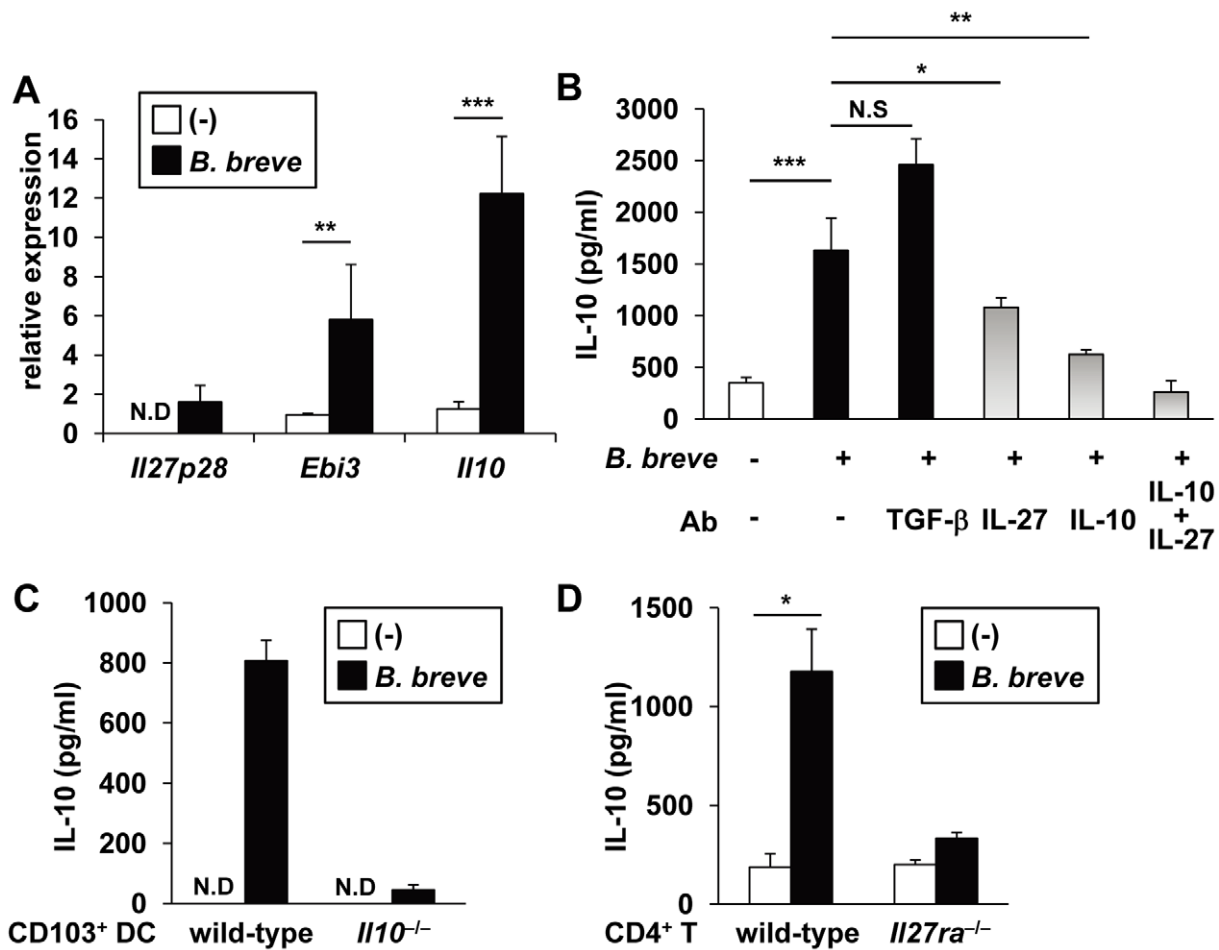 A
(-)
B. breve
***
**
N.D
16
14
12
10
8
6
4
2
0
relative expression
Il27p28 Ebi3 Il10
B
**
*
N.S
***
3000
2500
2000
1500
1000
500
0
IL-10 (pg/ml)
B. breve - + + + + +
Ab - - TGF-β IL-27 IL-10 IL-10
+
IL-27
C
1000
800
600
400
200
0
IL-10 (pg/ml)
(-)
B. breve
N.D N.D
CD103⁺ DC wild-type Il10⁻/⁻
D
1500
1000
500
0
IL-10 (pg/ml)
*
(-)
B. breve
CD4⁺ T wild-type Il27ra⁻/⁻